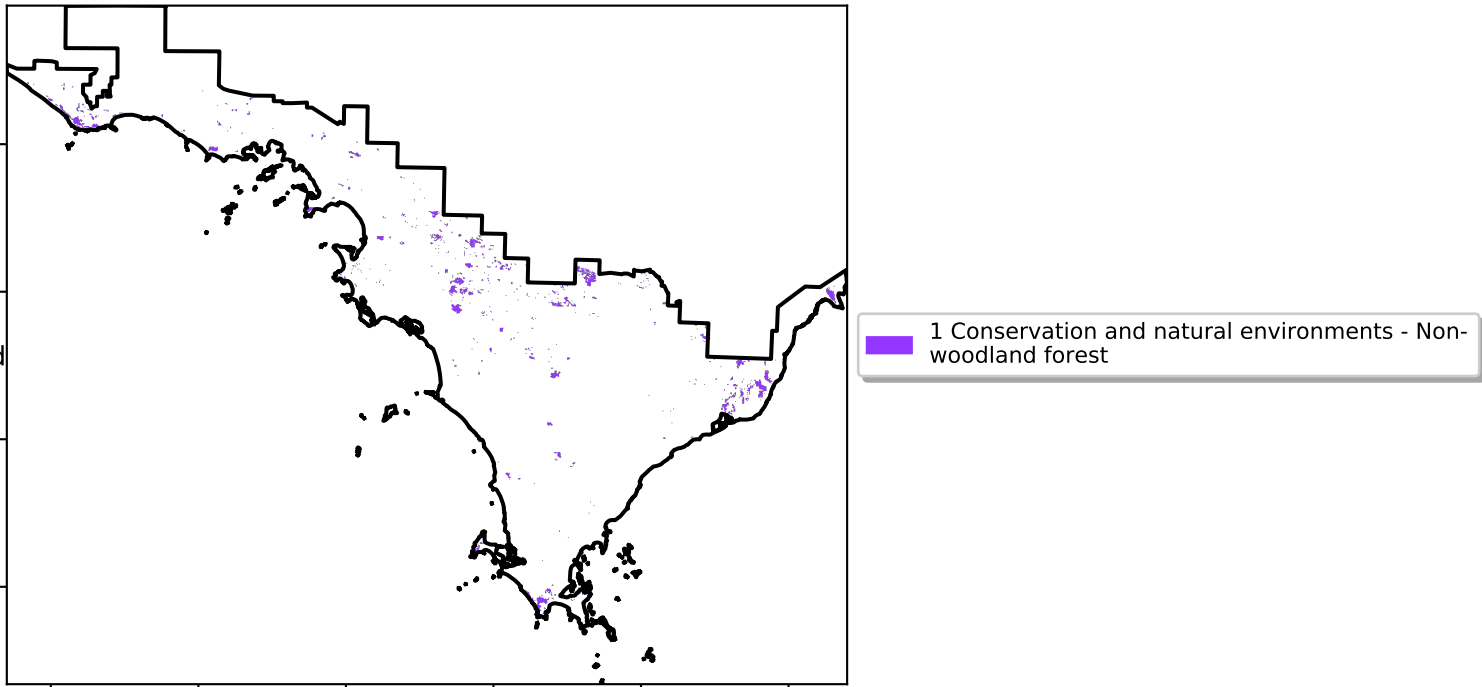 1 Conservation and natural environments - Non-
woodland forest